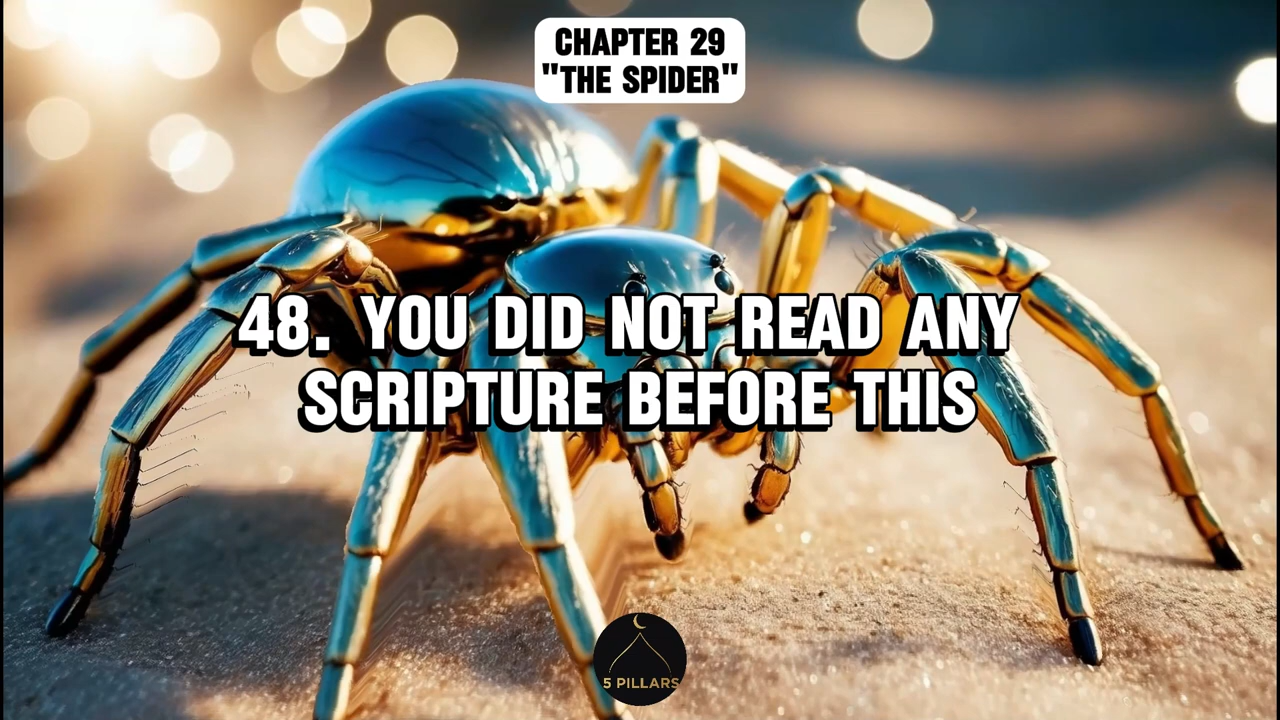 CHAPTER 29
"THE SPIDER"
48. YOU DID NOT READ ANY
SCRIPTURE BEFORE THIS
5 PILLARS